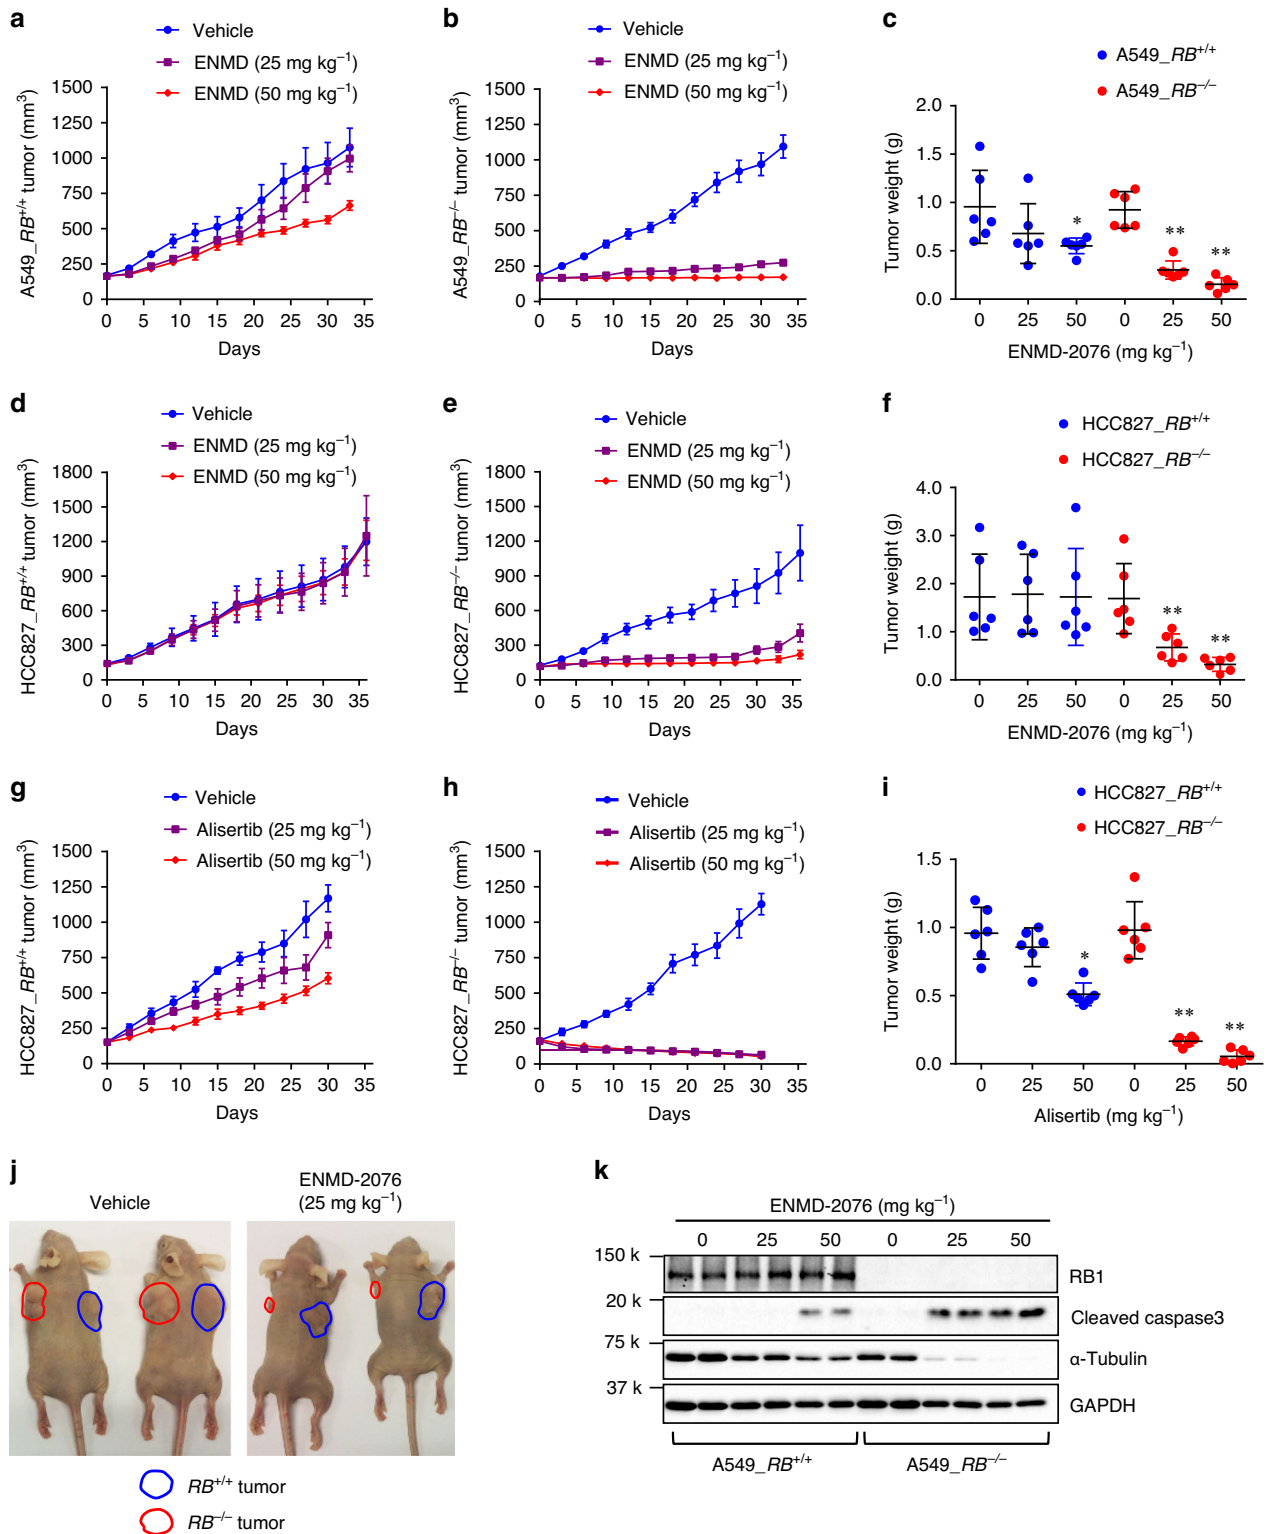 a
Vehicle
ENMD (25 mg kg⁻¹)
ENMD (50 mg kg⁻¹)
A549_RB⁺/⁺ tumor (mm³)
1500
1250
1000
750
500
250
0
0 5 10 15 20 25 30 35
Days
b
Vehicle
ENMD (25 mg kg⁻¹)
ENMD (50 mg kg⁻¹)
A549_RB⁻/⁻ tumor (mm³)
1500
1250
1000
750
500
250
0
0 5 10 15 20 25 30 35
Days
c
A549_RB⁺/⁺
A549_RB⁻/⁻
Tumor weight (g)
2.0
1.5
1.0
0.5
0.0
*
**
**
0 25 50 0 25 50
ENMD-2076 (mg kg⁻¹)
d
Vehicle
ENMD (25 mg kg⁻¹)
ENMD (50 mg kg⁻¹)
HCC827_RB⁺/⁺ tumor (mm³)
1800
1500
1200
900
600
300
0
0 5 10 15 20 25 30 35
Days
e
Vehicle
ENMD (25 mg kg⁻¹)
ENMD (50 mg kg⁻¹)
HCC827_RB⁻/⁻ tumor (mm³)
1800
1500
1200
900
600
300
0
0 5 10 15 20 25 30 35
Days
f
HCC827_RB⁺/⁺
HCC827_RB⁻/⁻
Tumor weight (g)
4.0
3.0
2.0
1.0
0.0
**
**
0 25 50 0 25 50
ENMD-2076 (mg kg⁻¹)
g
Vehicle
Alisertib (25 mg kg⁻¹)
Alisertib (50 mg kg⁻¹)
HCC827_RB⁺/⁺ tumor (mm³)
1500
1250
1000
750
500
250
0
0 5 10 15 20 25 30 35
Days
h
Vehicle
Alisertib (25 mg kg⁻¹)
Alisertib (50 mg kg⁻¹)
HCC827_RB⁻/⁻ tumor (mm³)
1500
1250
1000
750
500
250
0
0 5 10 15 20 25 30 35
Days
i
HCC827_RB⁺/⁺
HCC827_RB⁻/⁻
Tumor weight (g)
1.5
1.0
0.5
0.0
*
**
**
0 25 50 0 25 50
Alisertib (mg kg⁻¹)
j
Vehicle
ENMD-2076
(25 mg kg⁻¹)
RB⁺/⁺ tumor
RB⁻/⁻ tumor
k
ENMD-2076 (mg kg⁻¹)
0 25 50 0 25 50
150 k
RB1
20 k
Cleaved caspase3
75 k
α-Tubulin
37 k
GAPDH
A549_RB⁺/⁺ A549_RB⁻/⁻